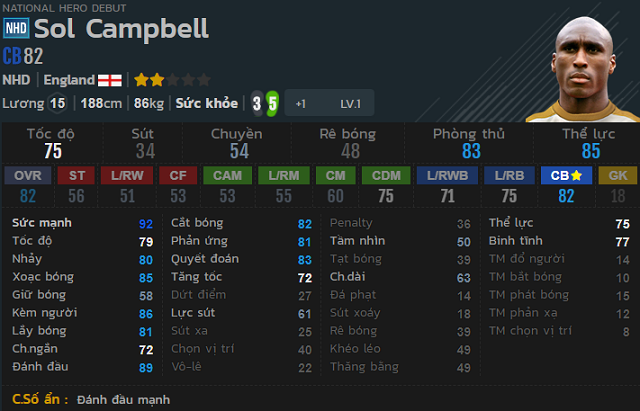 NATIONAL HERO DEBUT
NHD Sol Campbell
CB82
NHD England
Lương 15 188cm 86kg Sức khỏe 3 5 +1 LV.1
Tốc độ Sút Chuyền Rê bóng Phòng thủ Thể lực
75 34 54 48 83 85
OVR ST L/RW CF CAM L/RM CM CDM L/RWB L/RB CB GK
82 56 51 53 53 55 60 75 71 75 82 18
Sức mạnh 92 Cắt bóng 82 Penalty 36 Thể lực 75
Tốc độ 79 Phản ứng 81 Tầm nhìn 50 Bình tĩnh 77
Nhảy 80 Quyết đoán 83 Tạt bóng 39 TM đổ người 14
Xoạc bóng 85 Tăng tốc 72 Ch.dài 63 TM bắt bóng 10
Giữ bóng 58 Dứt điểm 27 Đá phạt 14 TM phát bóng 15
Kèm người 86 Lực sút 61 Sút xoáy 18 TM phản xạ 12
Lấy bóng 81 Sút xa 25 Rê bóng 39 TM chọn vị trí 8
Ch.ngắn 72 Chọn vị trí 40 Khéo léo 49
Đánh đầu 89 Vô-lê 22 Thăng bằng 49
C.Số ẩn : Đánh đầu mạnh